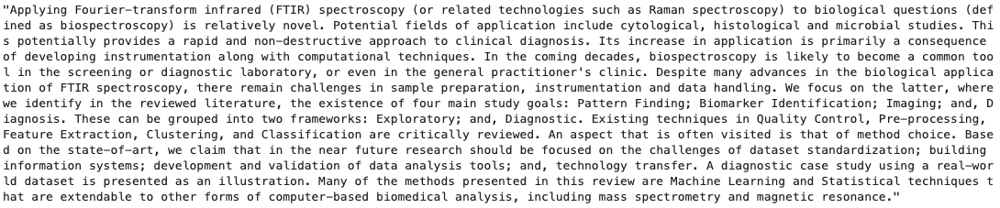 "Applying Fourier-transform infrared (FTIR) spectroscopy (or related technologies such as Raman spectroscopy) to biological questions (def
ined as biospectroscopy) is relatively novel. Potential fields of application include cytological, histological and microbial studies. Thi
s potentially provides a rapid and non-destructive approach to clinical diagnosis. Its increase in application is primarily a consequence
of developing instrumentation along with computational techniques. In the coming decades, biospectroscopy is likely to become a common too
l in the screening or diagnostic laboratory, or even in the general practitioner's clinic. Despite many advances in the biological applica
tion of FTIR spectroscopy, there remain challenges in sample preparation, instrumentation and data handling. We focus on the latter, where
we identify in the reviewed literature, the existence of four main study goals: Pattern Finding; Biomarker Identification; Imaging; and, D
iagnosis. These can be grouped into two frameworks: Exploratory; and, Diagnostic. Existing techniques in Quality Control, Pre-processing,
Feature Extraction, Clustering, and Classification are critically reviewed. An aspect that is often visited is that of method choice. Base
d on the state-of-art, we claim that in the near future research should be focused on the challenges of dataset standardization; building
information systems; development and validation of data analysis tools; and, technology transfer. A diagnostic case study using a real-wor
ld dataset is presented as an illustration. Many of the methods presented in this review are Machine Learning and Statistical techniques t
hat are extendable to other forms of computer-based biomedical analysis, including mass spectrometry and magnetic resonance."